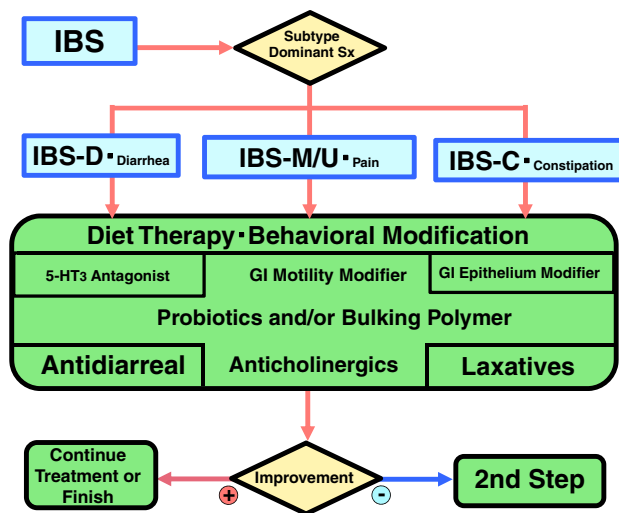 IBS
Subtype
Dominant Sx
IBS-D・Diarrhea
IBS-M/U・Pain
IBS-C・Constipation
Diet Therapy・Behavioral Modification
5-HT3 Antagonist
GI Motility Modifier
GI Epithelium Modifier
Probiotics and/or Bulking Polymer
Antidiarreal
Anticholinergics
Laxatives
Continue
Treatment or
Finish
Improvement
+
-
2nd Step